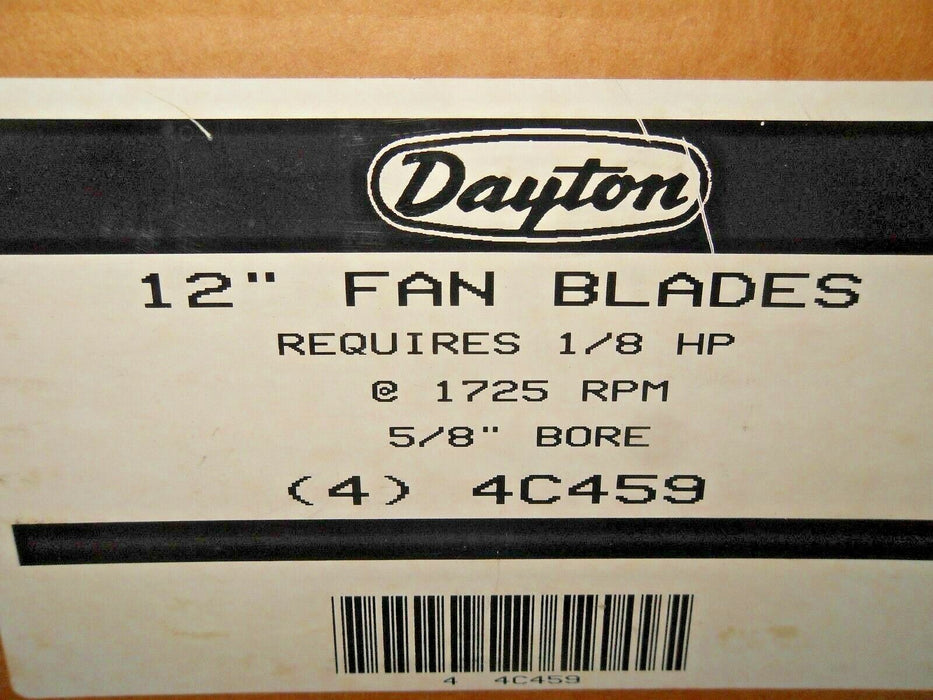 Dayton
12" FAN BLADES
REQUIRES 1/8 HP
@ 1725 RPM
5/8" BORE
(4) 4C459
4 4C459